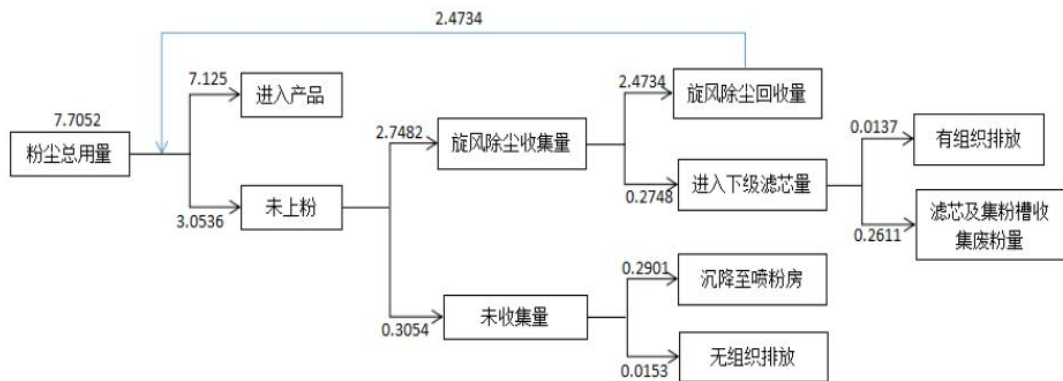 2.4734
7.7052
粉尘总用量
7.125
进入产品
3.0536
未上粉
2.7482
旋风除尘收集量
2.4734
旋风除尘回收量
0.2748
进入下级滤芯量
0.0137
有组织排放
0.2611
滤芯及集粉槽收
集废粉量
0.3054
未收集量
0.2901
沉降至喷粉房
0.0153
无组织排放